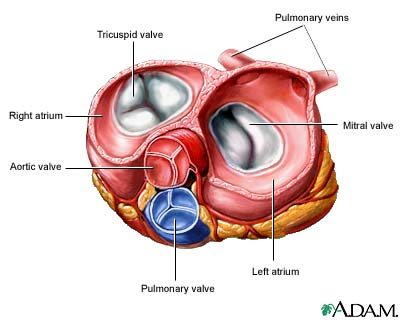 Pulmonary veins
Tricuspid valve
Right atrium
Mitral valve
Aortic valve
Left atrium
Pulmonary valve
A.D.A.M.